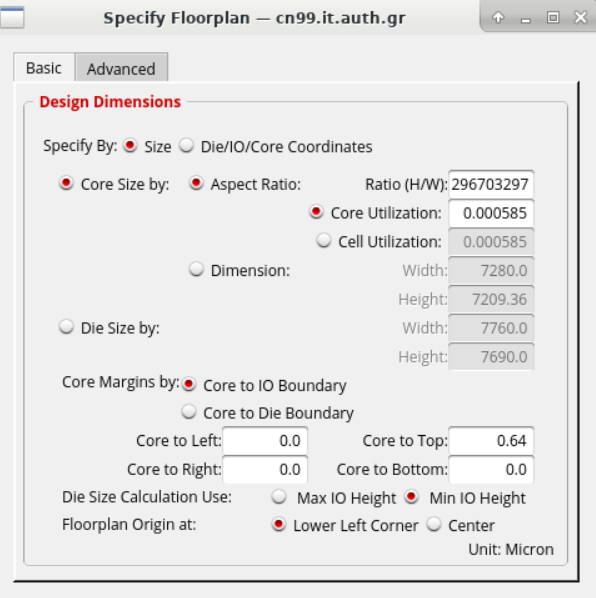 Specify Floorplan — cn99.it.auth.gr
Basic Advanced
Design Dimensions
Specify By: Size Die/IO/Core Coordinates
Core Size by: Aspect Ratio: Ratio (H/W): 296703297
Core Utilization: 0.000585
Cell Utilization: 0.000585
Dimension: Width: 7280.0
Height: 7209.36
Die Size by: Width: 7760.0
Height: 7690.0
Core Margins by: Core to IO Boundary
Core to Die Boundary
Core to Left: 0.0 Core to Top: 0.64
Core to Right: 0.0 Core to Bottom: 0.0
Die Size Calculation Use: Max IO Height Min IO Height
Floorplan Origin at: Lower Left Corner Center
Unit: Micron